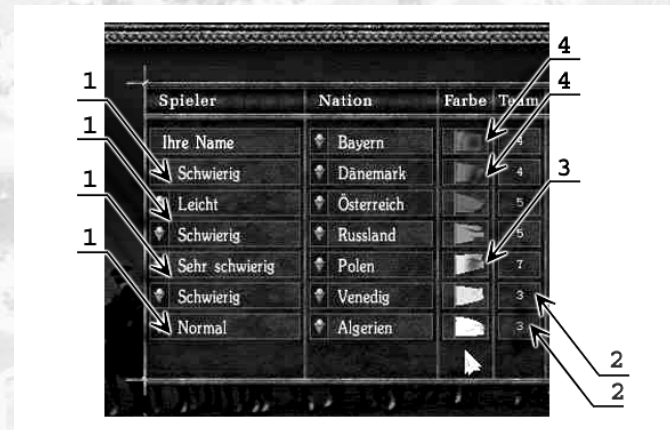 4
1
4
Spieler Nation Farbe Team
1
Ihre Name Bayern 4
3
1
Schwierig Dänemark 4
Leicht Österreich 5
1
Schwierig Russland 5
Sehr schwierig Polen 7
Schwierig Venedig 3
Normal Algerien 3
2
2